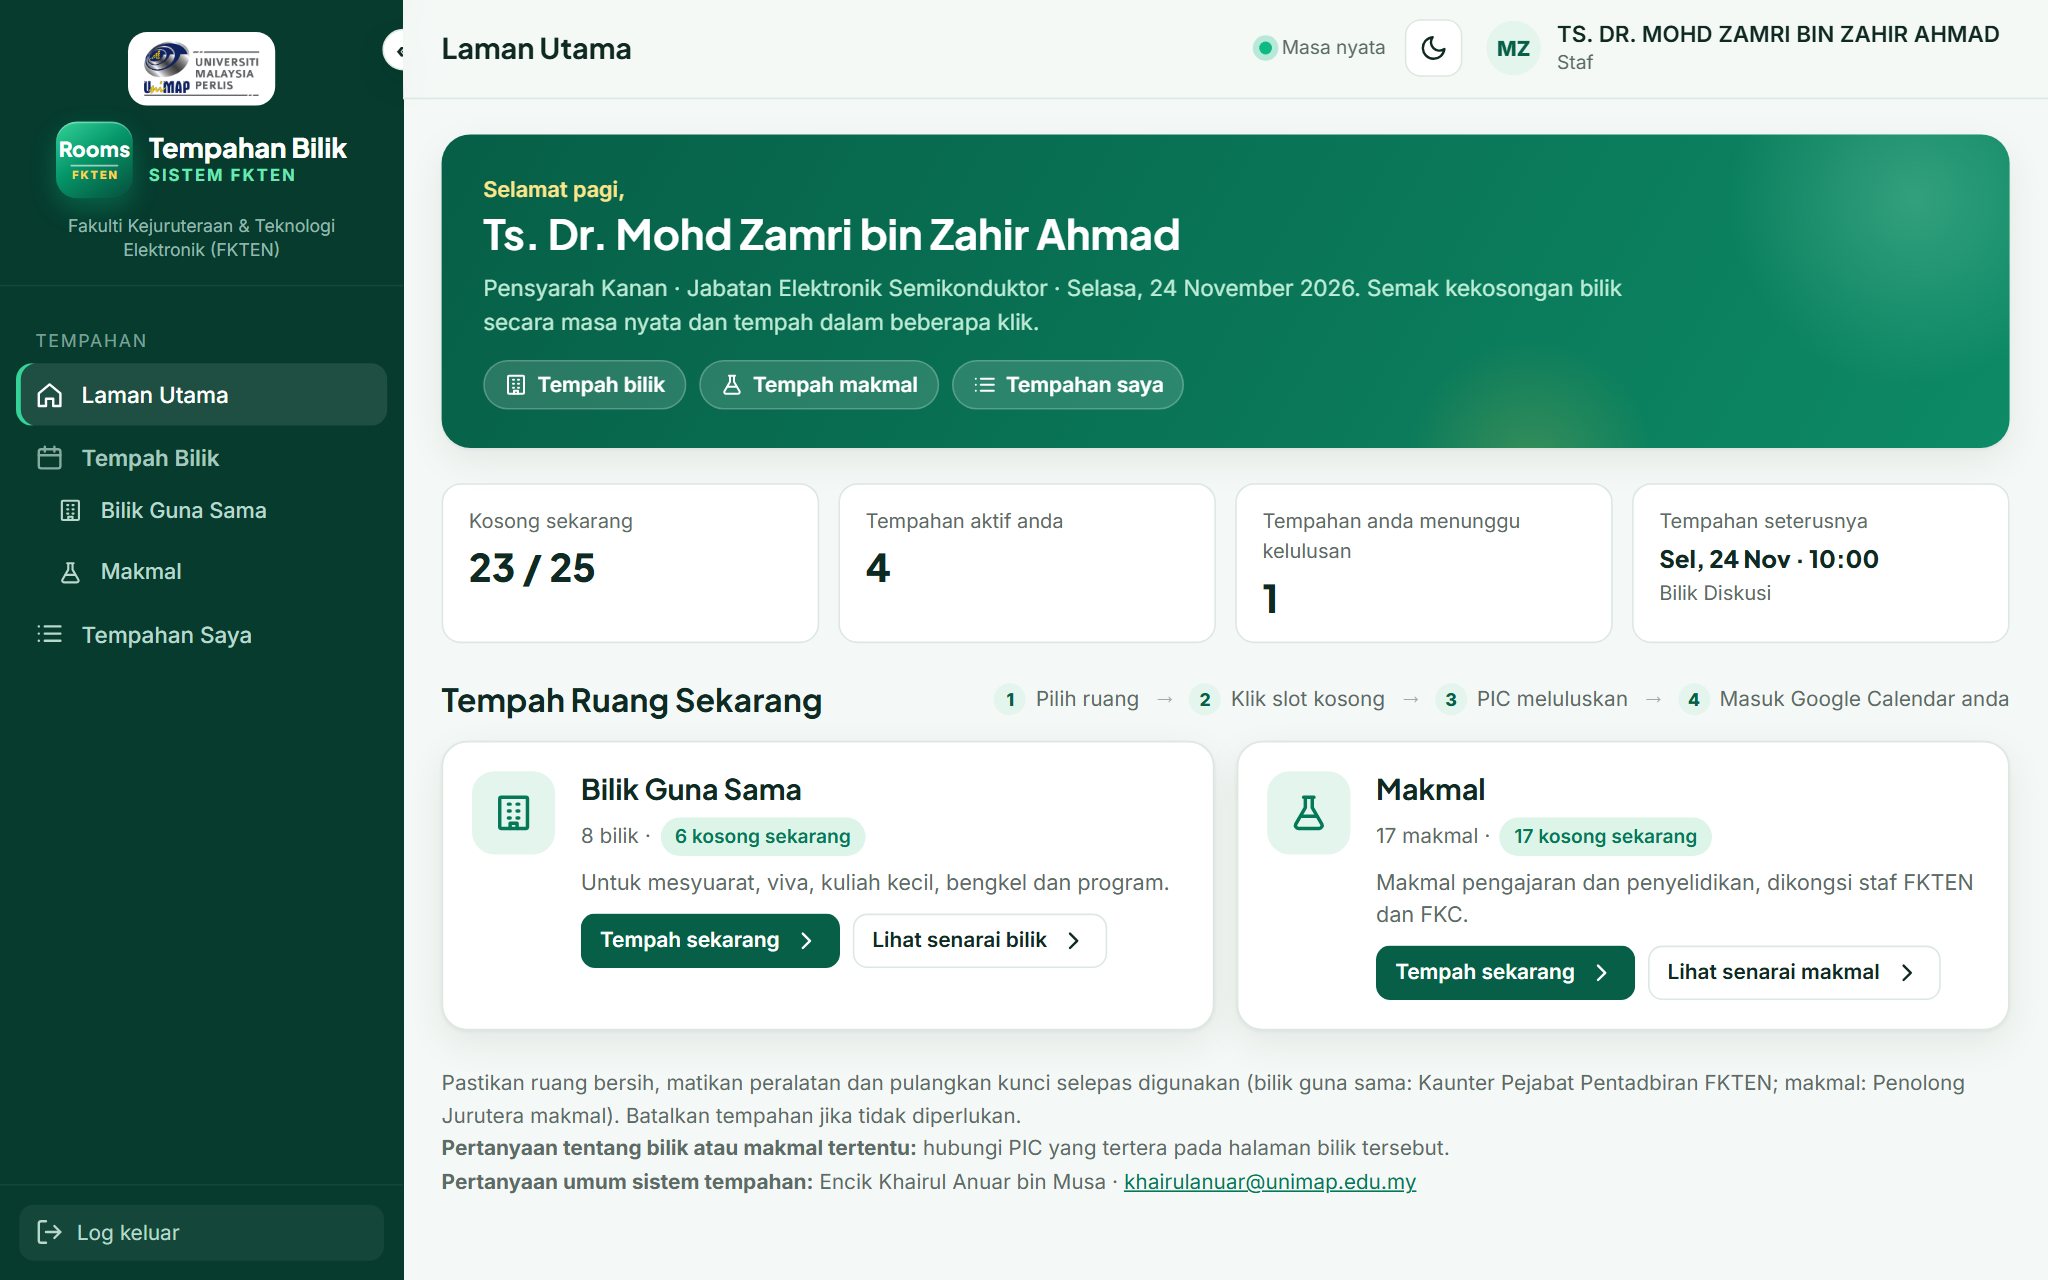 UNIVERSITI
MALAYSIA
PERLIS
UniMAP
Rooms
FKTEN
Tempahan Bilik
SISTEM FKTEN
Fakulti Kejuruteraan & Teknologi
Elektronik (FKTEN)
TEMPAHAN
Laman Utama
Tempah Bilik
Bilik Guna Sama
Makmal
Tempahan Saya
Log keluar
Laman Utama
Masa nyata
MZ
TS. DR. MOHD ZAMRI BIN ZAHIR AHMAD
Staf
Selamat pagi,
Ts. Dr. Mohd Zamri bin Zahir Ahmad
Pensyarah Kanan · Jabatan Elektronik Semikonduktor · Selasa, 24 November 2026. Semak kekosongan bilik
secara masa nyata dan tempah dalam beberapa klik.
Tempah bilik
Tempah makmal
Tempahan saya
Kosong sekarang
23 / 25
Tempahan aktif anda
4
Tempahan anda menunggu
kelulusan
1
Tempahan seterusnya
Sel, 24 Nov · 10:00
Bilik Diskusi
Tempah Ruang Sekarang
1 Pilih ruang → 2 Klik slot kosong → 3 PIC meluluskan → 4 Masuk Google Calendar anda
Bilik Guna Sama
8 bilik · 6 kosong sekarang
Untuk mesyuarat, viva, kuliah kecil, bengkel dan program.
Tempah sekarang
Lihat senarai bilik
Makmal
17 makmal · 17 kosong sekarang
Makmal pengajaran dan penyelidikan, dikongsi staf FKTEN
dan FKC.
Tempah sekarang
Lihat senarai makmal
Pastikan ruang bersih, matikan peralatan dan pulangkan kunci selepas digunakan (bilik guna sama: Kaunter Pejabat Pentadbiran FKTEN; makmal: Penolong
Jurutera makmal). Batalkan tempahan jika tidak diperlukan.
Pertanyaan tentang bilik atau makmal tertentu: hubungi PIC yang tertera pada halaman bilik tersebut.
Pertanyaan umum sistem tempahan: Encik Khairul Anuar bin Musa · khairulanuar@unimap.edu.my